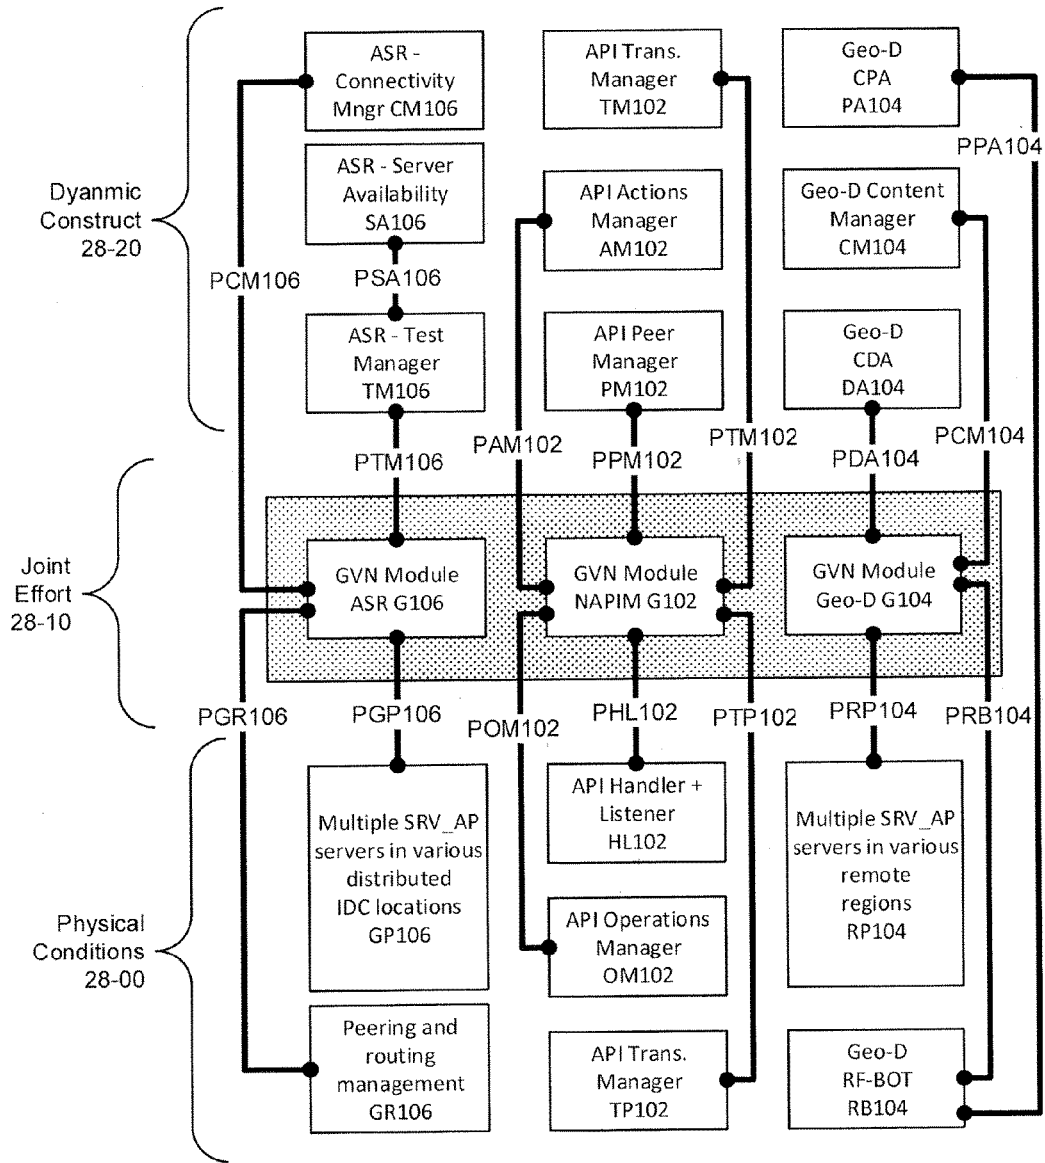 ASR -
Connectivity
Mngr CM106
API Trans.
Manager
TM102
Geo-D
CPA
PA104
PPA104
ASR - Server
Availability
SA106
API Actions
Manager
AM102
Geo-D Content
Manager
CM104
Dyanmic
Construct
28-20
PCM106
PSA106
ASR - Test
Manager
TM106
API Peer
Manager
PM102
Geo-D
CDA
DA104
PTM106
PAM102
PPM102
PTM102
PDA104
PCM104
Joint
Effort
28-10
GVN Module
ASR G106
GVN Module
NAPIM G102
GVN Module
Geo-D G104
PGR106
PGP106
POM102
PHL102
PTP102
PRP104
PRB104
Physical
Conditions
28-00
Multiple SRV_AP
servers in various
distributed
IDC locations
GP106
API Handler +
Listener
HL102
Multiple SRV_AP
servers in various
remote
regions
RP104
API Operations
Manager
OM102
Peering and
routing
management
GR106
API Trans.
Manager
TP102
Geo-D
RF-BOT
RB104